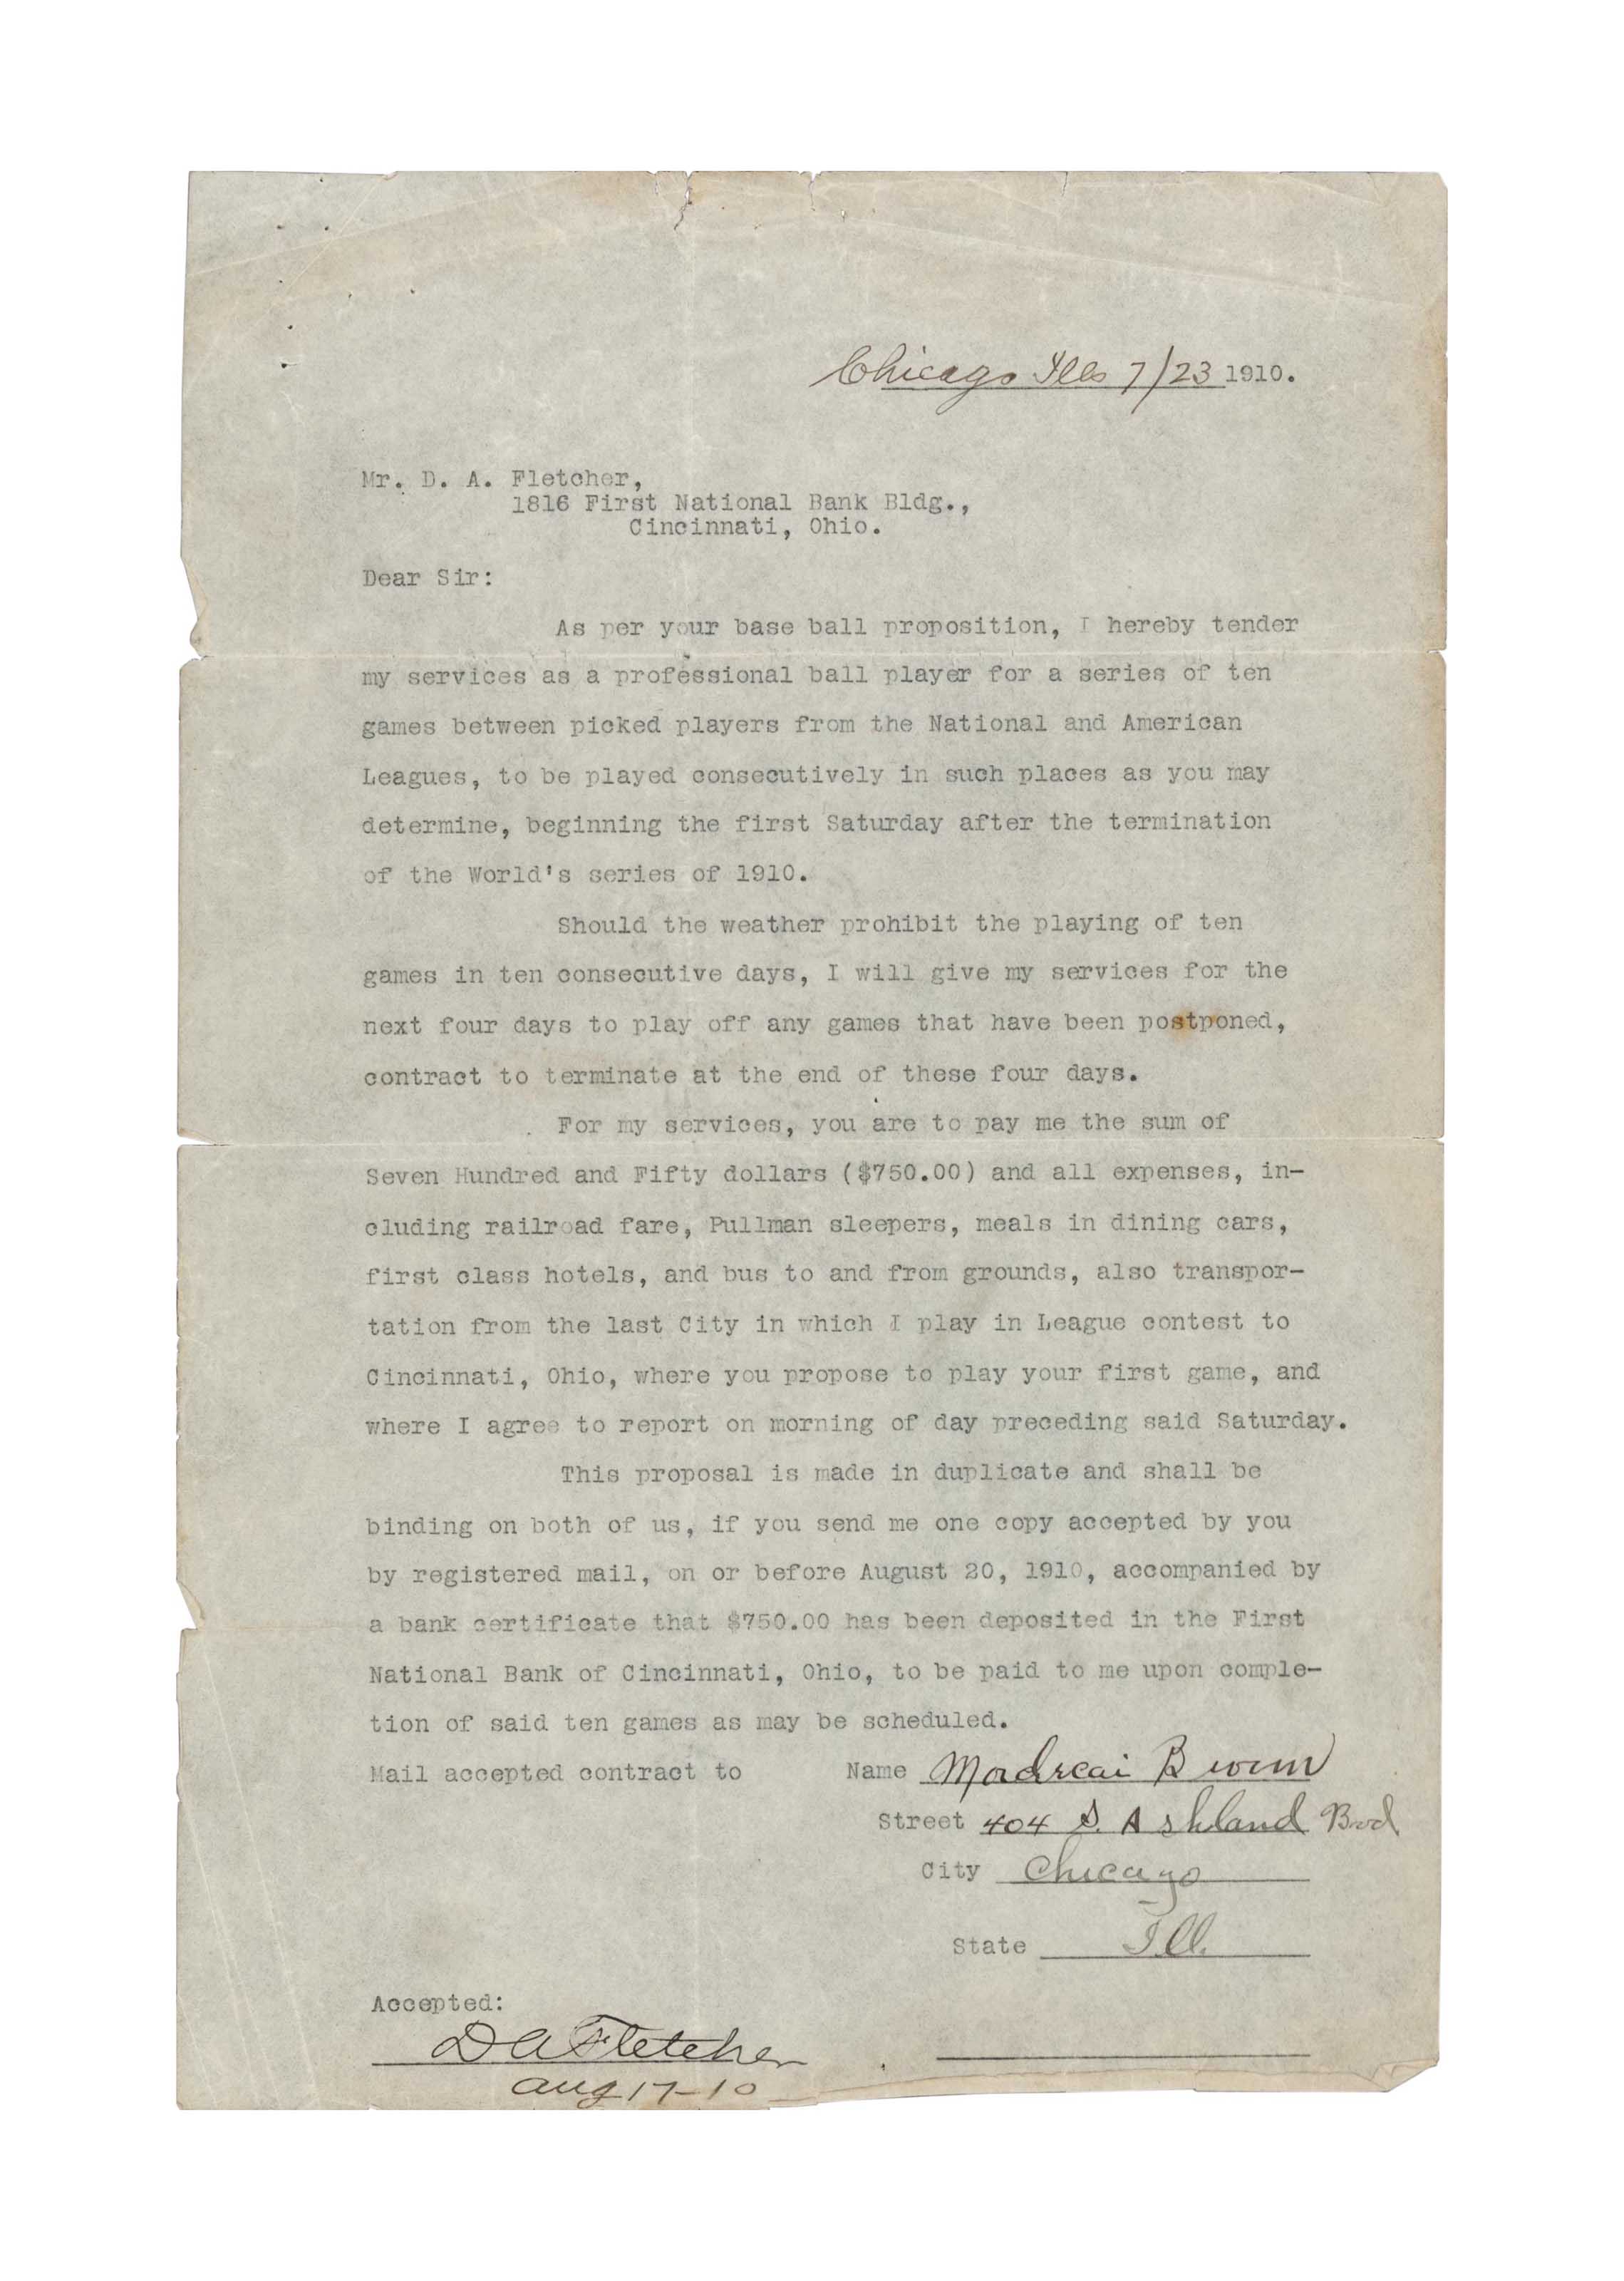 Chicago Ills 7/23 1910.
Mr. D. A. Fletcher,
1816 First National Bank Bldg.,
Cincinnati, Ohio.
Dear Sir:
As per your base ball proposition, I hereby tender
my services as a professional ball player for a series of ten
games between picked players from the National and American
Leagues, to be played consecutively in such places as you may
determine, beginning the first Saturday after the termination
of the World's series of 1910.
Should the weather prohibit the playing of ten
games in ten consecutive days, I will give my services for the
next four days to play off any games that have been postponed,
contract to terminate at the end of these four days.
For my services, you are to pay me the sum of
Seven Hundred and Fifty dollars ($750.00) and all expenses, in-
cluding railroad fare, Pullman sleepers, meals in dining cars,
first class hotels, and bus to and from grounds, also transpor-
tation from the last City in which I play in League contest to
Cincinnati, Ohio, where you propose to play your first game, and
where I agree to report on morning of day preceding said Saturday.
This proposal is made in duplicate and shall be
binding on both of us, if you send me one copy accepted by you
by registered mail, on or before August 20, 1910, accompanied by
a bank certificate that $750.00 has been deposited in the First
National Bank of Cincinnati, Ohio, to be paid to me upon comple-
tion of said ten games as may be scheduled.
Mail accepted contract to Name Mordecai Brown
Street 404 S. Ashland Bvd
City Chicago
State Ill.
Accepted:
D A Fletcher
Aug 17-10